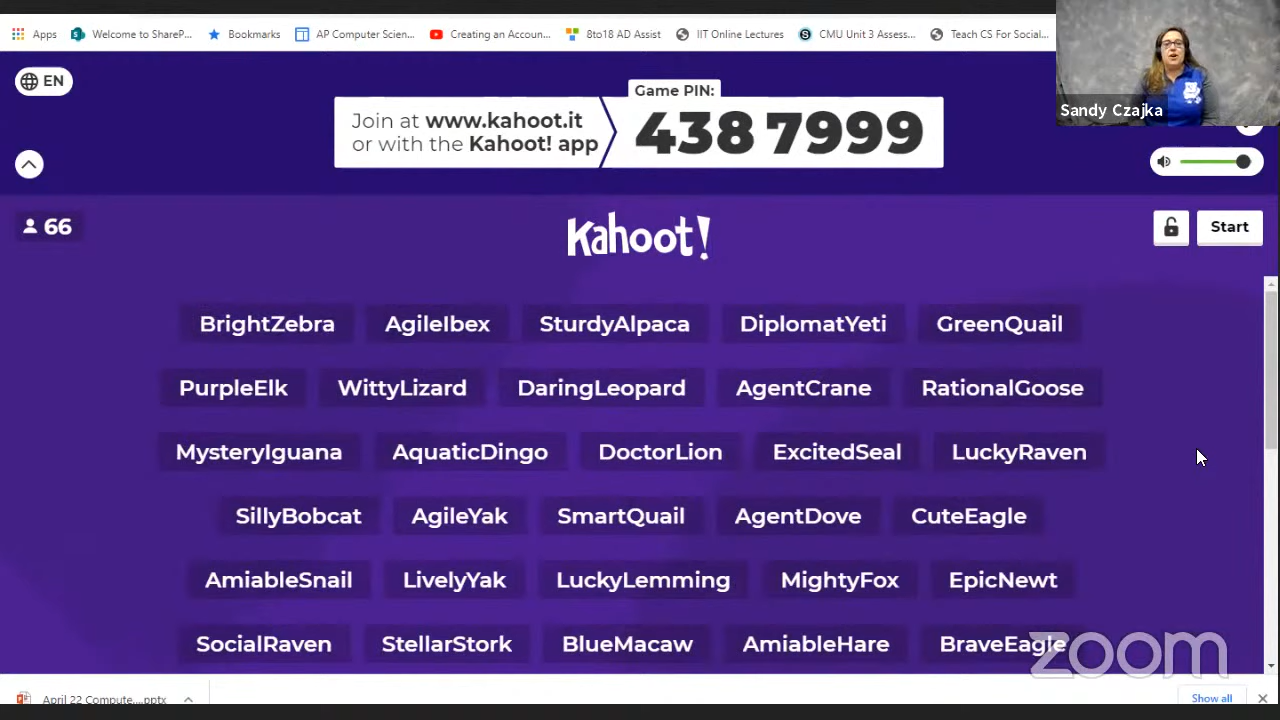 Apps Welcome to ShareP... Bookmarks AP Computer Scien... Creating an Accoun... 8to18 AD Assist IIT Online Lectures CMU Unit 3 Assess... Teach CS For Social...
EN
Game PIN:
Join at www.kahoot.it
or with the Kahoot! app
438 7999
Sandy Czajka
66
Kahoot!
Start
BrightZebra AgileIbex SturdyAlpaca DiplomatYeti GreenQuail
PurpleElk WittyLizard DaringLeopard AgentCrane RationalGoose
MysteryIguana AquaticDingo DoctorLion ExcitedSeal LuckyRaven
SillyBobcat AgileYak SmartQuail AgentDove CuteEagle
AmiableSnail LivelyYak LuckyLemming MightyFox EpicNewt
SocialRaven StellarStork BlueMacaw AmiableHare BraveEagle
zoom
April 22 Compute....pptx
Show all